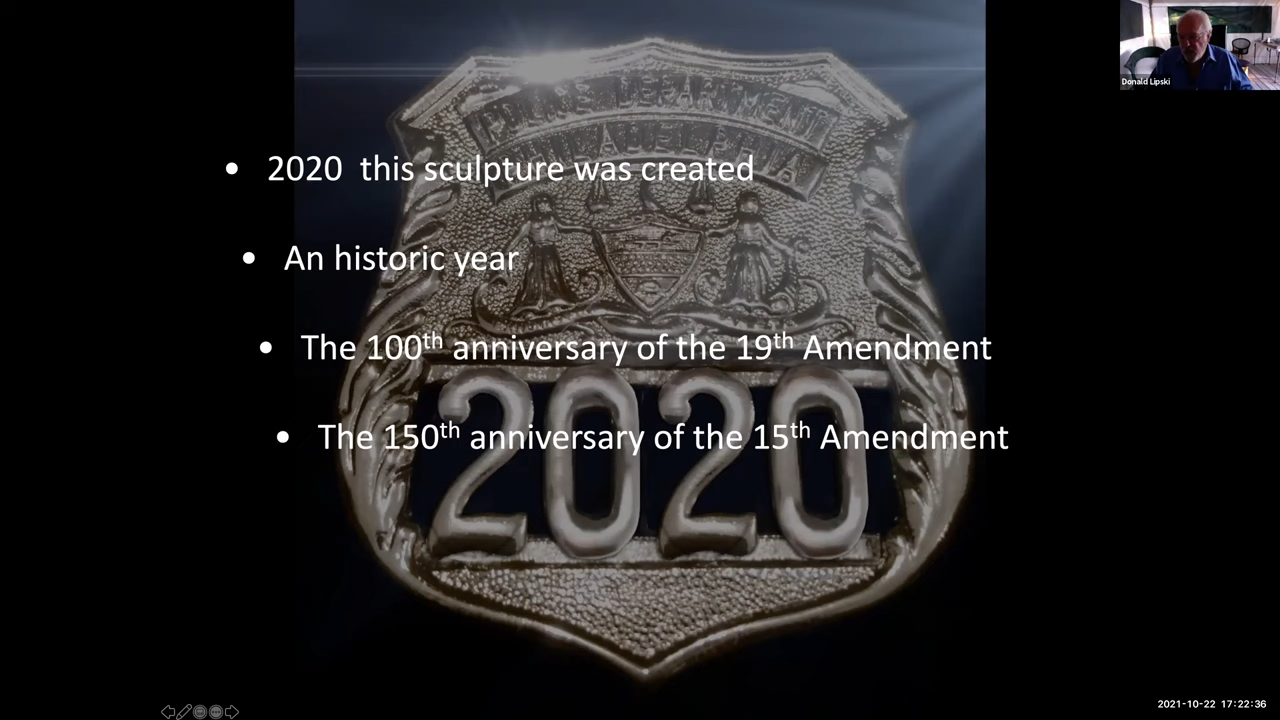 POLICE DEPARTMENT
PHILADELPHIA
• 2020 this sculpture was created
• An historic year
• The 100th anniversary of the 19th Amendment
• The 150th anniversary of the 15th Amendment
2020
Donald Lipski
2021-10-22 17:22:36